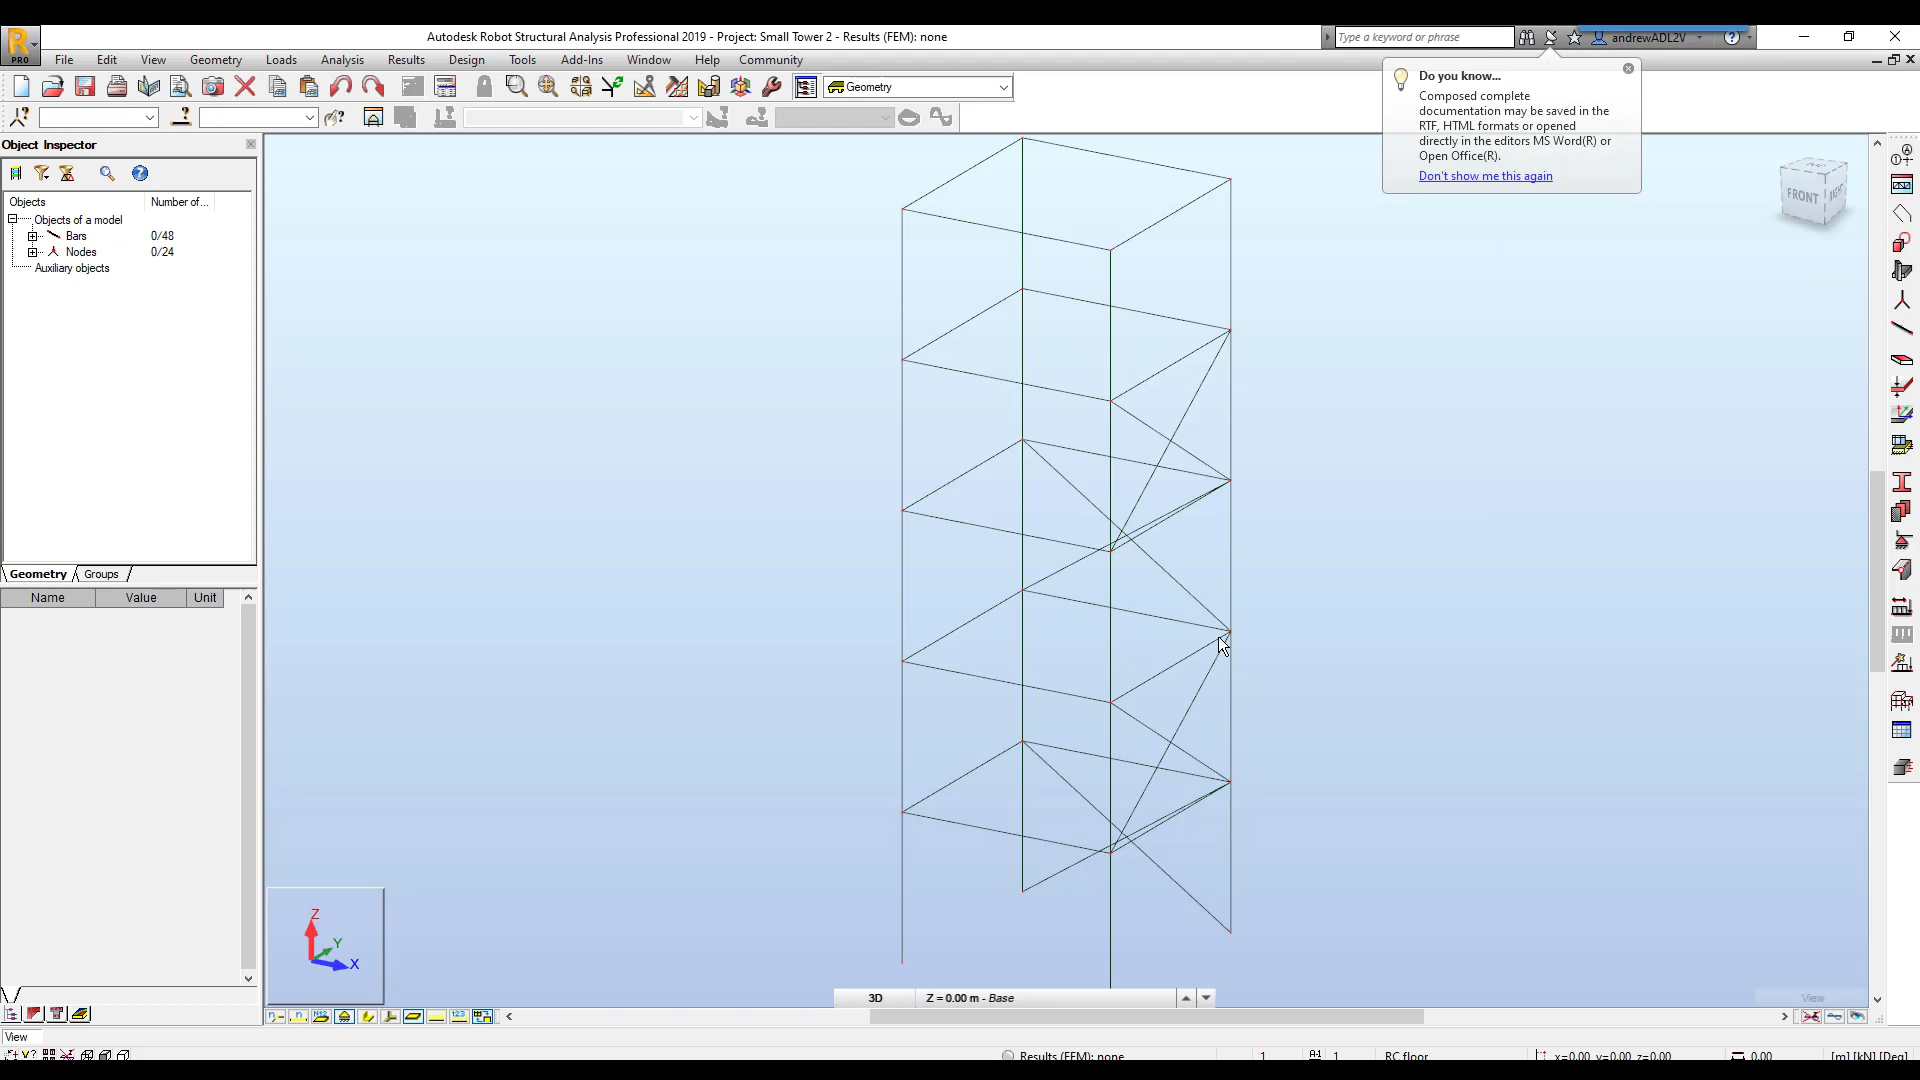 Autodesk Robot Structural Analysis Professional 2019 - Project: Small Tower 2 - Results (FEM): none
Type a keyword or phrase
andrewADL2V
PRO
File Edit View Geometry Loads Analysis Results Design Tools Add-Ins Window Help Community
Geometry
Do you know...
Composed complete
documentation may be saved in the
RTF, HTML formats or opened
directly in the editors MS Word(R) or
Open Office(R).
Don't show me this again
FRONT
RIGHT
Object Inspector
Objects Number of...
Objects of a model
Bars 0/48
Nodes 0/24
Auxiliary objects
Geometry Groups
Name Value Unit
Z
Y
X
3D Z = 0.00 m - Base
View
View
Results (FEM): none 1 1 RC floor x=0.00, y=0.00, z=0.00 0.00 [m] [kN] [Deg]